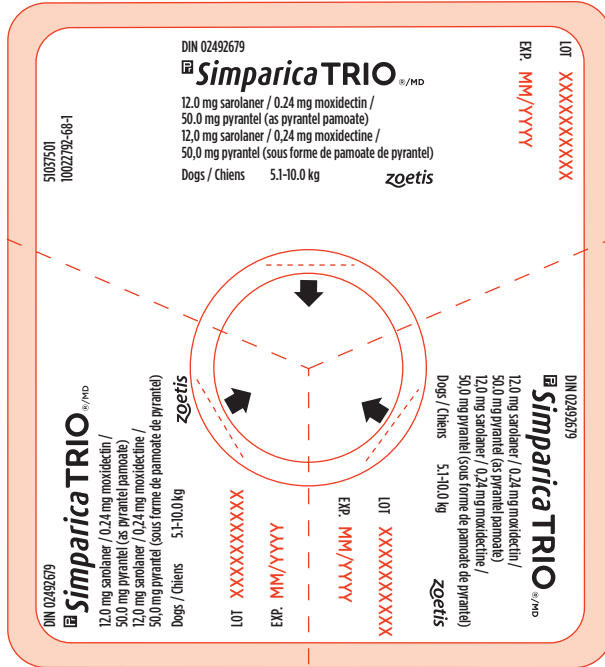 DIN 02492679
Pr Simparica TRIO ®/MD
12.0 mg sarolaner / 0.24 mg moxidectin /
50.0 mg pyrantel (as pyrantel pamoate)
12,0 mg sarolaner / 0,24 mg moxidectine /
50,0 mg pyrantel (sous forme de pamoate de pyrantel)
Dogs / Chiens 5.1-10.0 kg zoetis
LOT XXXXXXXXXX
EXP. MM/YYYY
51037501
10022792-68-1
DIN 02492679
Pr Simparica TRIO ®/MD
12.0 mg sarolaner / 0.24 mg moxidectin /
50.0 mg pyrantel (as pyrantel pamoate)
12,0 mg sarolaner / 0,24 mg moxidectine /
50,0 mg pyrantel (sous forme de pamoate de pyrantel)
Dogs / Chiens 5.1-10.0 kg zoetis
LOT XXXXXXXXXX
EXP. MM/YYYY
DIN 02492679
Pr Simparica TRIO ®/MD
12.0 mg sarolaner / 0.24 mg moxidectin /
50.0 mg pyrantel (as pyrantel pamoate)
12,0 mg sarolaner / 0,24 mg moxidectine /
50,0 mg pyrantel (sous forme de pamoate de pyrantel)
Dogs / Chiens 5.1-10.0 kg zoetis
LOT XXXXXXXXXX
EXP. MM/YYYY